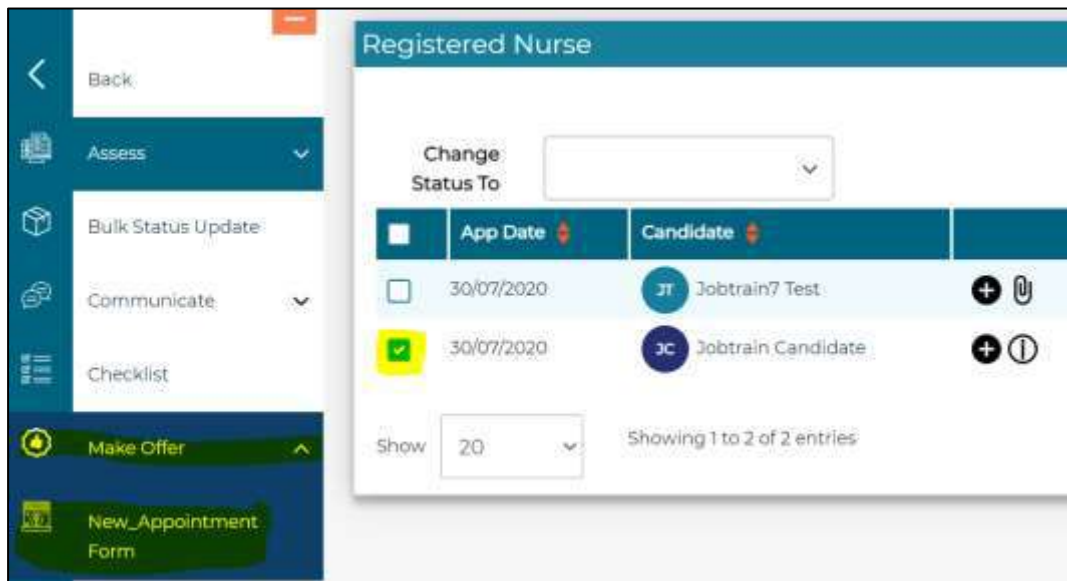 Back
Assess
Bulk Status Update
Communicate
Checklist
Make Offer
New_Appointment
Form
Registered Nurse
Change
Status To
App Date Candidate
30/07/2020 JT Jobtrain7 Test
30/07/2020 JC Jobtrain Candidate
Show 20 Showing 1 to 2 of 2 entries